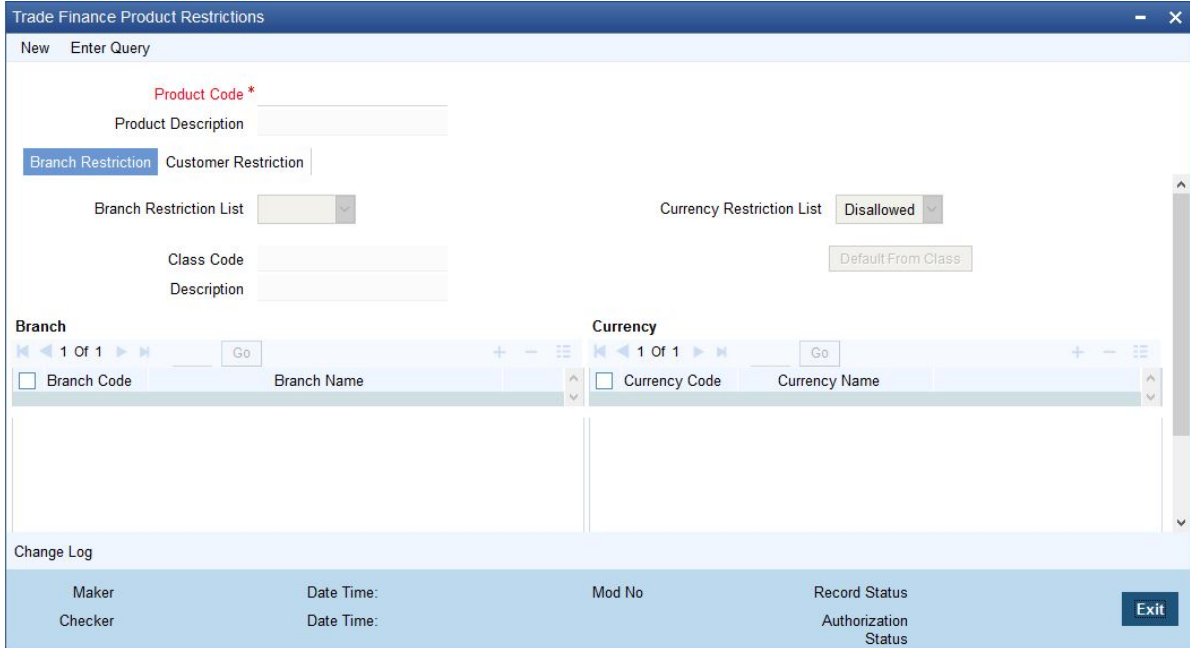 Trade Finance Product Restrictions
New Enter Query
Product Code *
Product Description
Branch Restriction Customer Restriction
Branch Restriction List Currency Restriction List Disallowed
Class Code Default From Class
Description
Branch Currency
1 Of 1 Go 1 Of 1 Go
Branch Code Branch Name Currency Code Currency Name
Change Log
Maker Date Time: Mod No Record Status
Exit
Checker Date Time: Authorization
Status